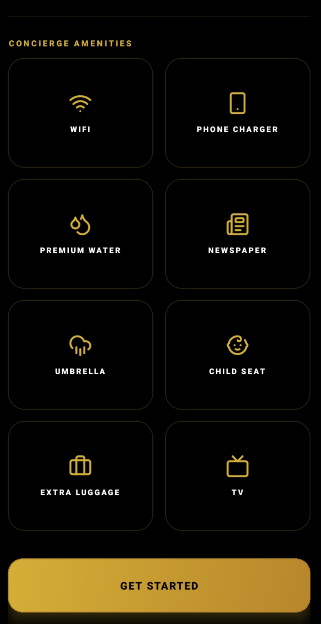 CONCIERGE AMENITIES
WIFI
PHONE CHARGER
PREMIUM WATER
NEWSPAPER
UMBRELLA
CHILD SEAT
EXTRA LUGGAGE
TV
GET STARTED